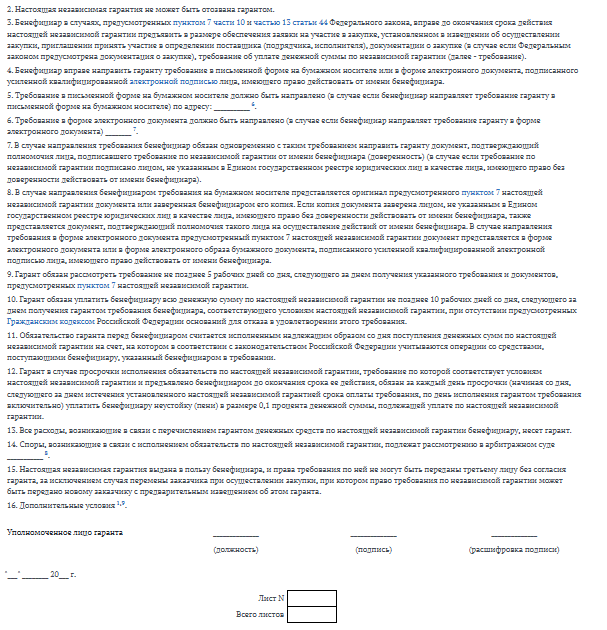 2. Настоящая независимая гарантия не может быть отозвана гарантом.
3. Бенефициар в случаях, предусмотренных пунктом 7 части 10 и частью 13 статьи 44 Федерального закона, вправе до окончания срока действия
настоящей независимой гарантии предъявить в размере обеспечения заявки на участие в закупке, установленном в извещении об осуществлении
закупки, приглашении принять участие в определении поставщика (подрядчика, исполнителя), документации о закупке (в случае если Федеральным
законом предусмотрена документация о закупке), требование об уплате денежной суммы по независимой гарантии (далее - требование).
4. Бенефициар вправе направить гаранту требование в письменной форме на бумажном носителе или в форме электронного документа, подписанного
усиленной квалифицированной электронной подписью лица, имеющего право действовать от имени бенефициара.
5. Требование в письменной форме на бумажном носителе должно быть направлено (в случае если бенефициар направляет требование гаранту в
письменной форме на бумажном носителе) по адресу: __________ 6.
6. Требование в форме электронного документа должно быть направлено (в случае если бенефициар направляет требование гаранту в форме
электронного документа) _______ 7.
7. В случае направления требования бенефициар обязан одновременно с таким требованием направить гаранту документ, подтверждающий
полномочия лица, подписавшего требование по независимой гарантии от имени бенефициара (доверенность) (в случае если требование по
независимой гарантии подписано лицом, не указанным в Едином государственном реестре юридических лиц в качестве лица, имеющего право без
доверенности действовать от имени бенефициара).
8. В случае направления бенефициаром требования на бумажном носителе представляется оригинал предусмотренного пунктом 7 настоящей
независимой гарантии документа или заверенная бенефициаром его копия. Если копия документа заверена лицом, не указанным в Едином
государственном реестре юридических лиц в качестве лица, имеющего право без доверенности действовать от имени бенефициара, также
представляется документ, подтверждающий полномочия такого лица на осуществление действий от имени бенефициара. В случае направления
требования в форме электронного документа предусмотренный пунктом 7 настоящей независимой гарантии документ представляется в форме
электронного документа или в форме электронного образа бумажного документа, подписанного усиленной квалифицированной электронной
подписью лица, имеющего право действовать от имени бенефициара.
9. Гарант обязан рассмотреть требование не позднее 5 рабочих дней со дня, следующего за днем получения указанного требования и документов,
предусмотренных пунктом 7 настоящей независимой гарантии.
10. Гарант обязан уплатить бенефициару всю денежную сумму по настоящей независимой гарантии не позднее 10 рабочих дней со дня, следующего за
днем получения гарантом требования бенефициара, соответствующего условиям настоящей независимой гарантии, при отсутствии предусмотренных
Гражданским кодексом Российской Федерации оснований для отказа в удовлетворении этого требования.
11. Обязательство гаранта перед бенефициаром считается исполненным надлежащим образом со дня поступления денежных сумм по настоящей
независимой гарантии на счет, на котором в соответствии с законодательством Российской Федерации учитываются операции со средствами,
поступающими бенефициару, указанный бенефициаром в требовании.
12. Гарант в случае просрочки исполнения обязательств по настоящей независимой гарантии, требование по которой соответствует условиям
настоящей независимой гарантии и предъявлено бенефициаром до окончания срока ее действия, обязан за каждый день просрочки (начиная со дня,
следующего за днем истечения установленного настоящей независимой гарантией срока оплаты требования, по день исполнения гарантом требования
включительно) уплатить бенефициару неустойку (пени) в размере 0,1 процента денежной суммы, подлежащей уплате по настоящей независимой
гарантии.
13. Все расходы, возникающие в связи с перечислением гарантом денежных средств по настоящей независимой гарантии бенефициару, несет гарант.
14. Споры, возникающие в связи с исполнением обязательств по настоящей независимой гарантии, подлежат рассмотрению в арбитражном суде
__________ 8.
15. Настоящая независимая гарантия выдана в пользу бенефициара, и права требования по ней не могут быть переданы третьему лицу без согласия
гаранта, за исключением случая перемены заказчика при осуществлении закупки, при котором право требования по независимой гарантии может
быть передано новому заказчику с предварительным извещением об этом гаранта.
16. Дополнительные условия 1,9.
Уполномоченное лицо гаранта ____________ ____________ ____________
(должность) (подпись) (расшифровка подписи)
"___" _______ 20___ г.
Лист N
Всего листов